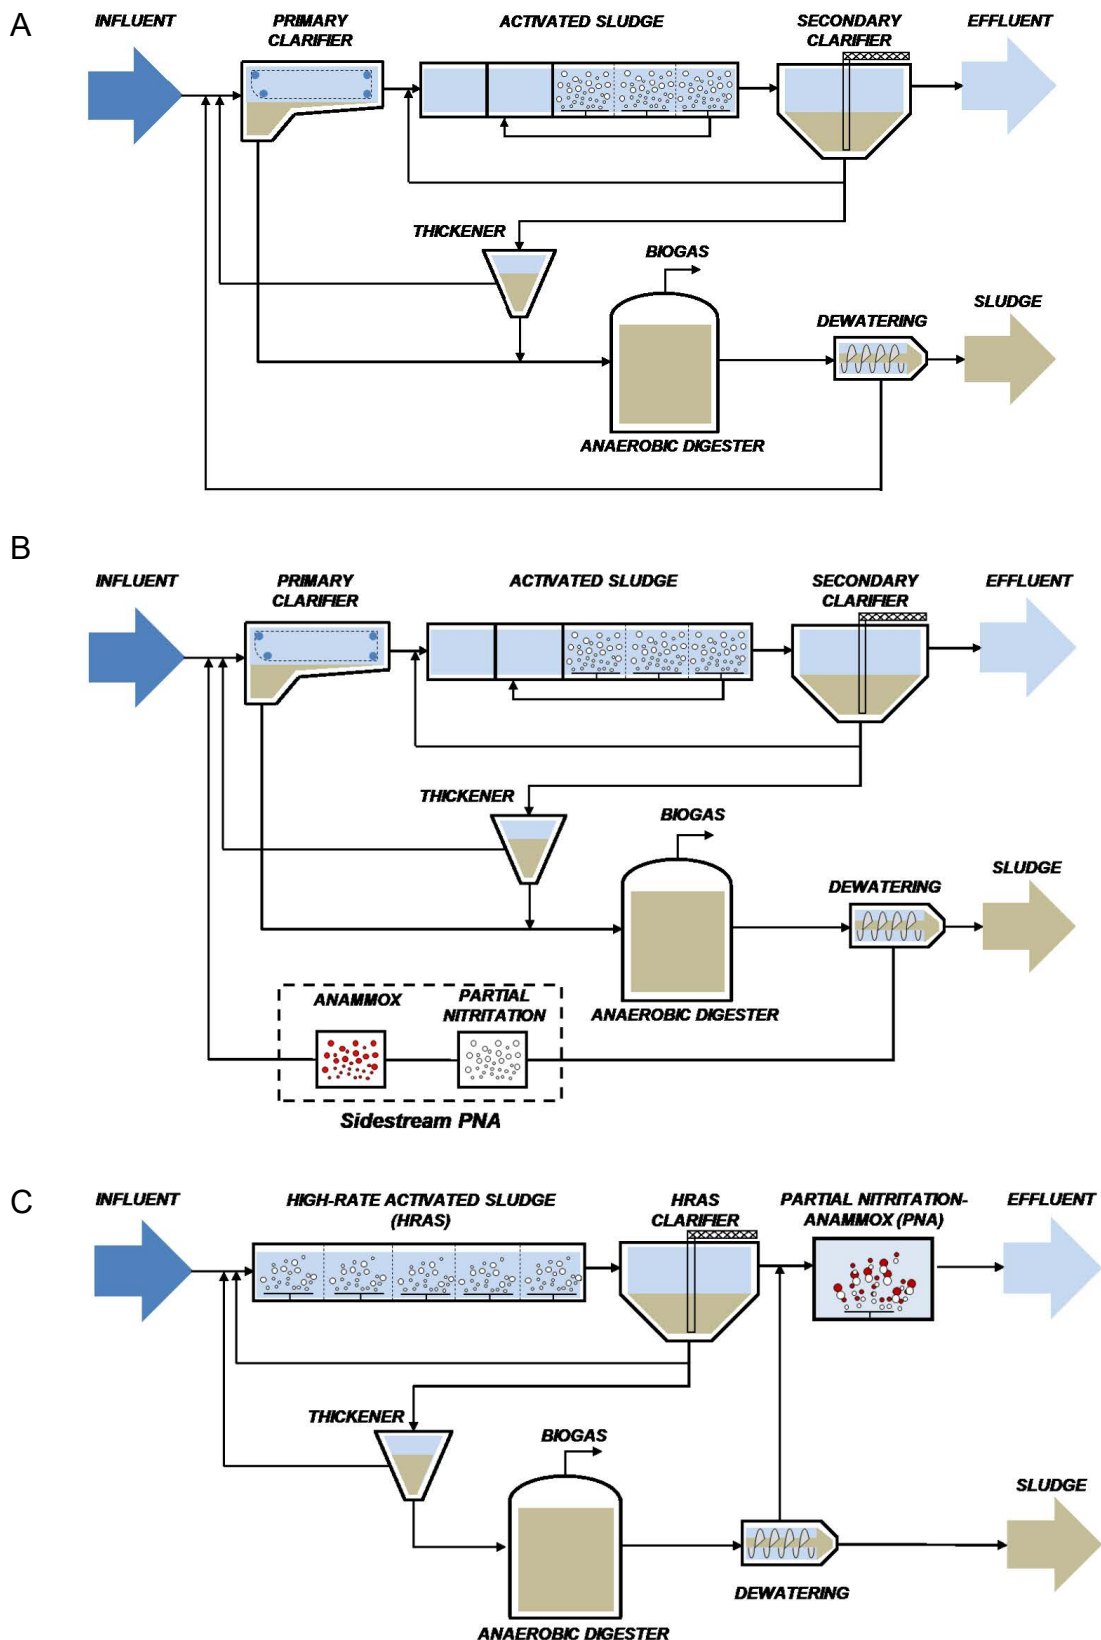 A
INFLUENT
PRIMARY
CLARIFIER
ACTIVATED SLUDGE
SECONDARY
CLARIFIER
EFFLUENT
THICKENER
BIOGAS
SLUDGE
DEWATERING
ANAEROBIC DIGESTER
B
INFLUENT
PRIMARY
CLARIFIER
ACTIVATED SLUDGE
SECONDARY
CLARIFIER
EFFLUENT
THICKENER
BIOGAS
SLUDGE
DEWATERING
ANAMMOX
PARTIAL
NITRITATION
ANAEROBIC DIGESTER
Sidestream PNA
C
INFLUENT
HIGH-RATE ACTIVATED SLUDGE
(HRAS)
HRAS
CLARIFIER
PARTIAL NITRITATION-
ANAMMOX (PNA)
EFFLUENT
THICKENER
BIOGAS
SLUDGE
DEWATERING
ANAEROBIC DIGESTER